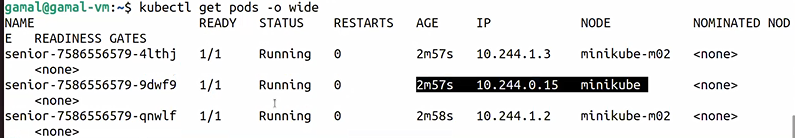 gamal@gamal-vm:~$ kubectl get pods -o wide
NAME READY STATUS RESTARTS AGE IP NODE NOMINATED NOD
E READINESS GATES
senior-7586556579-4lthj 1/1 Running 0 2m57s 10.244.1.3 minikube-m02 <none>
<none>
senior-7586556579-9dwf9 1/1 Running 0 2m57s 10.244.0.15 minikube <none>
<none>
senior-7586556579-qnwlf 1/1 Running 0 2m58s 10.244.1.2 minikube-m02 <none>
<none>